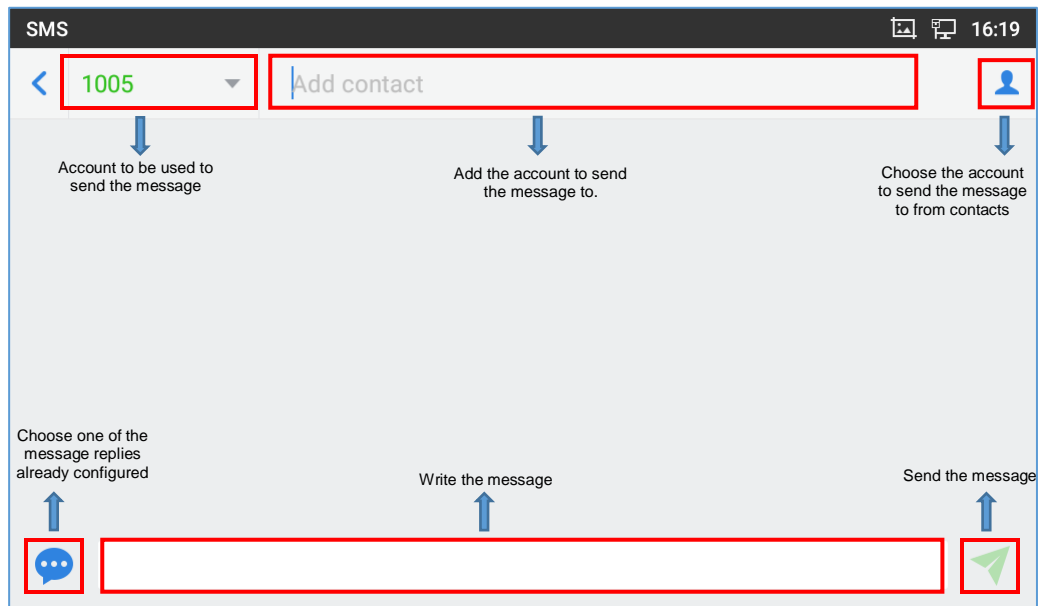 SMS
16:19
1005
Add contact
Account to be used to
send the message
Add the account to send
the message to.
Choose the account
to send the message
to from contacts
Choose one of the
message replies
already configured
Write the message
Send the message